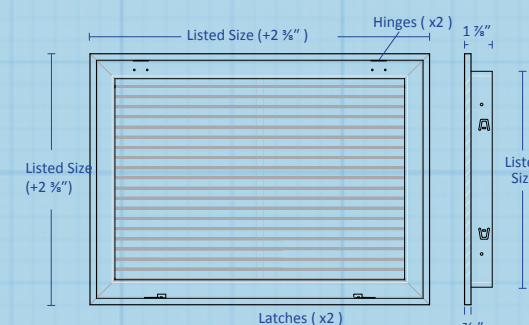 Hinges ( x2 )
Listed Size (+2 ⅜” )
1 ⅞”
Listed Size
(+2 ⅜”)
Latches ( x2 )